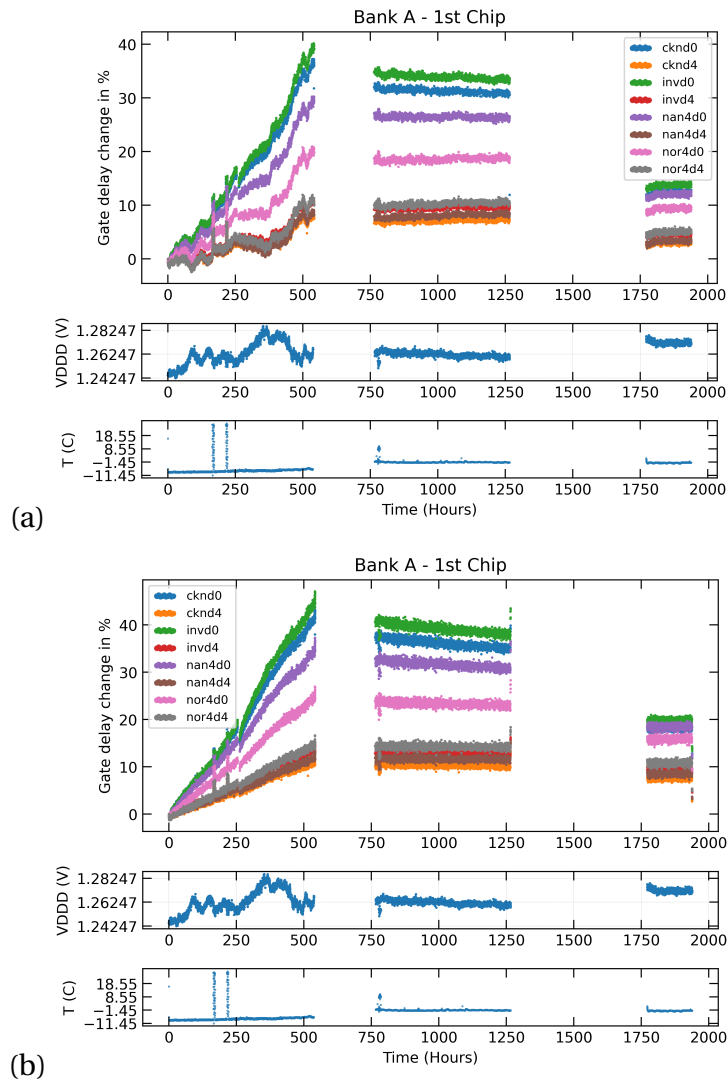 Bank A - 1st Chip
Gate delay change in %
40
30
20
10
0
cknd0
cknd4
invd0
invd4
nan4d0
nan4d4
nor4d0
nor4d4
0 250 500 750 1000 1250 1500 1750 2000
VDDD (V)
1.28247
1.26247
1.24247
0 250 500 750 1000 1250 1500 1750 2000
T (C)
18.55
8.55
−1.45
−11.45
0 250 500 750 1000 1250 1500 1750 2000
Time (Hours)
(a)
Bank A - 1st Chip
Gate delay change in %
40
30
20
10
0
cknd0
cknd4
invd0
invd4
nan4d0
nan4d4
nor4d0
nor4d4
0 250 500 750 1000 1250 1500 1750 2000
VDDD (V)
1.28247
1.26247
1.24247
0 250 500 750 1000 1250 1500 1750 2000
T (C)
18.55
8.55
−1.45
−11.45
0 250 500 750 1000 1250 1500 1750 2000
Time (Hours)
(b)